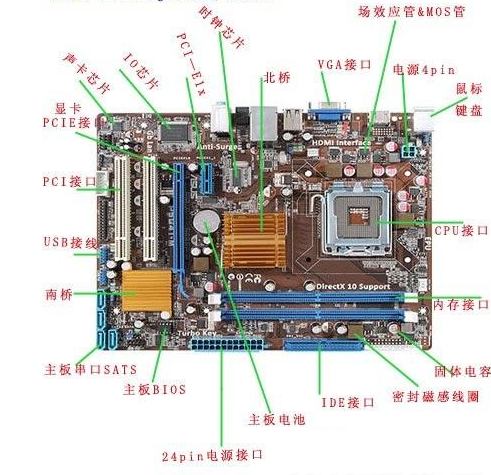 场效应管&MOS管
时钟芯片
PCI—E1x
IO芯片
声卡芯片
北桥
VGA接口
电源4pin
鼠标
键盘
显卡
PCIE接口
Anti-Surge
HDMI Interface
PCI接口
CPU接口
USB接线
南桥
DirectX 10 Support
内存接口
Turbo Key
固体电容
主板串口SATS
主板BIOS
主板电池
IDE接口
密封磁感线圈
24pin电源接口